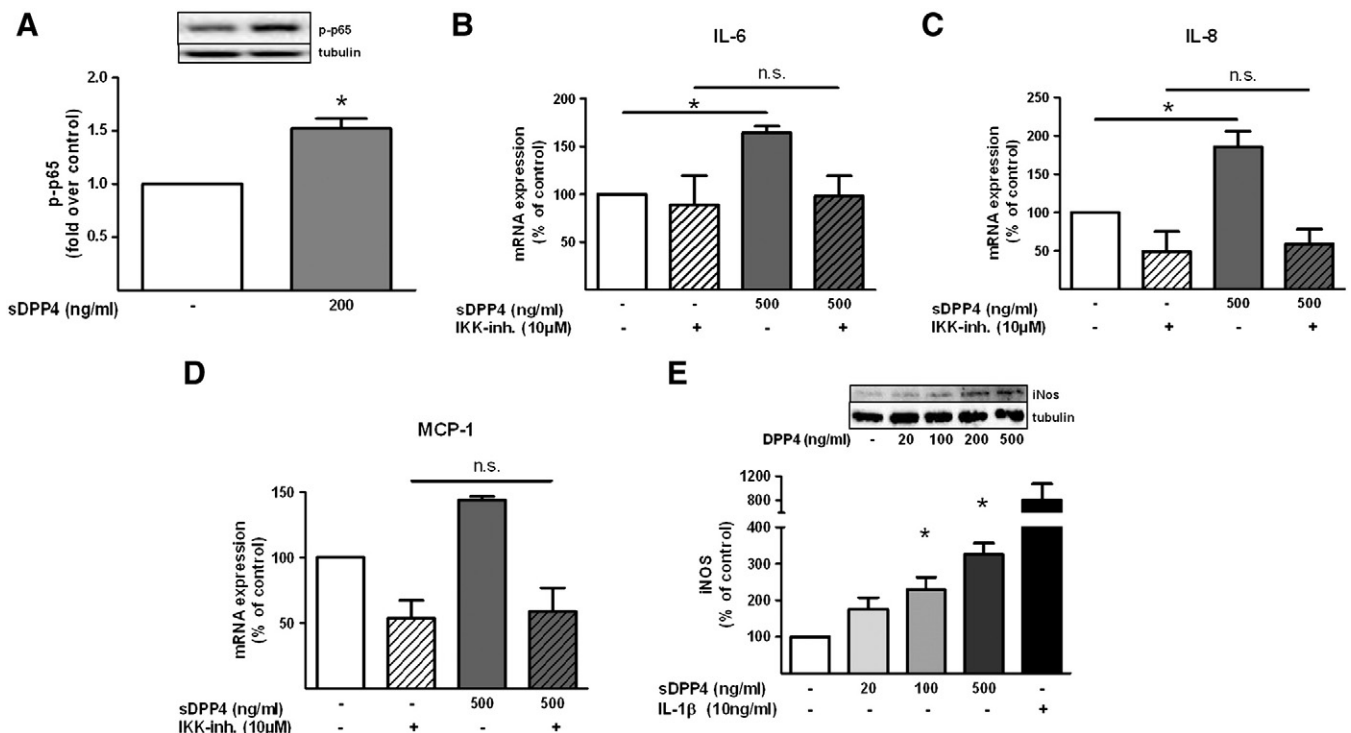 A
p-p65
tubulin
2.0
1.5
1.0
0.5
p-p65
(fold over control)
*
sDPP4 (ng/ml) - 200
B
IL-6
n.s.
*
200
150
100
50
mRNA expression
(% of control)
sDPP4 (ng/ml) - - 500 500
IKK-inh. (10µM) - + - +
C
IL-8
n.s.
*
250
200
150
100
50
mRNA expression
(% of control)
sDPP4 (ng/ml) - - 500 500
IKK-inh. (10µM) - + - +
D
MCP-1
n.s.
150
100
50
mRNA expression
(% of control)
sDPP4 (ng/ml) - - 500 500
IKK-inh. (10µM) - + - +
E
iNos
tubulin
DPP4 (ng/ml) - 20 100 200 500
1200
800
400
300
200
100
iNOS
(% of control)
* *
sDPP4 (ng/ml) - 20 100 500 -
IL-1β (10ng/ml) - - - - +